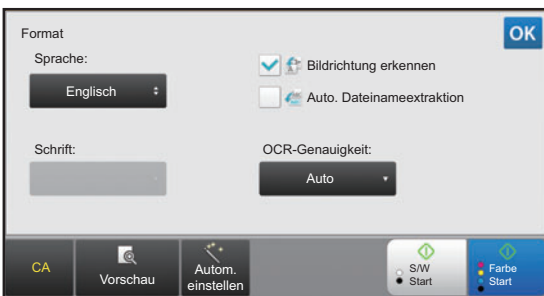 Format
OK
Sprache:
Englisch
Bildrichtung erkennen
Auto. Dateinameextraktion
Schrift:
OCR-Genauigkeit:
Auto
CA
Vorschau
Autom.
einstellen
S/W
Start
Farbe
Start